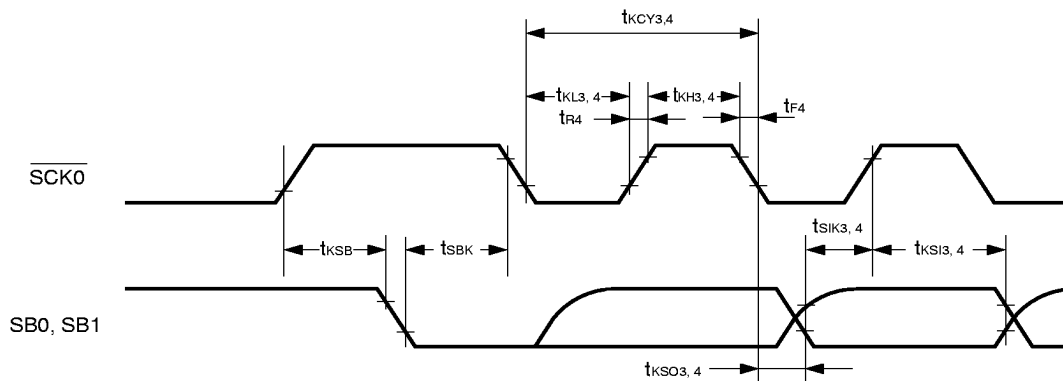 tKCY3,4
tKL3, 4
tKH3, 4
tR4
tF4
SCK0
tSIK3, 4
tKSB
tSBK
tKSI3, 4
SB0, SB1
tKSO3, 4